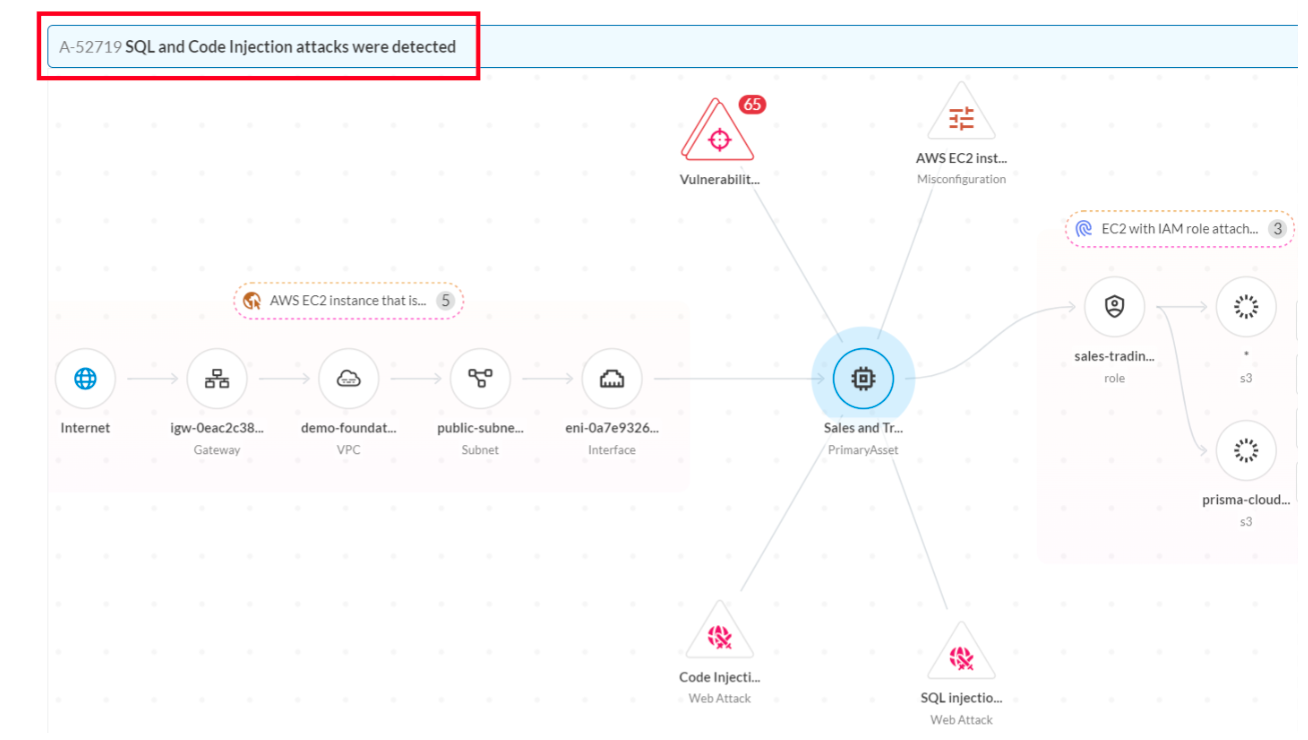 A-52719 SQL and Code Injection attacks were detected
65
Vulnerabilit...
AWS EC2 inst...
Misconfiguration
EC2 with IAM role attach... 3
AWS EC2 instance that is... 5
sales-tradin...
role
*
s3
Internet
igw-0eac2c38...
Gateway
demo-foundat...
VPC
public-subne...
Subnet
eni-0a7e9326...
Interface
Sales and Tr...
PrimaryAsset
prisma-cloud...
s3
Code Injecti...
Web Attack
SQL injectio...
Web Attack